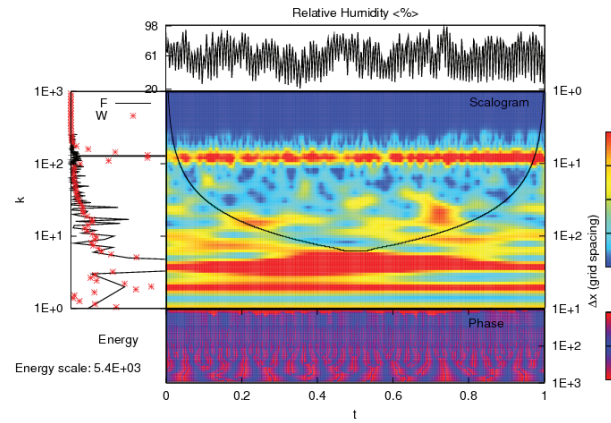 Relative Humidity <%>
98
61
20
1E+3
F
W
Scalogram
1E+0
1E+2
1E+1
k
1E+1
1E+2
Δx (grid spacing)
1E+0
1E+1
Energy
Phase
1E+2
Energy scale: 5.4E+03
1E+3
0 0.2 0.4 0.6 0.8 1
t